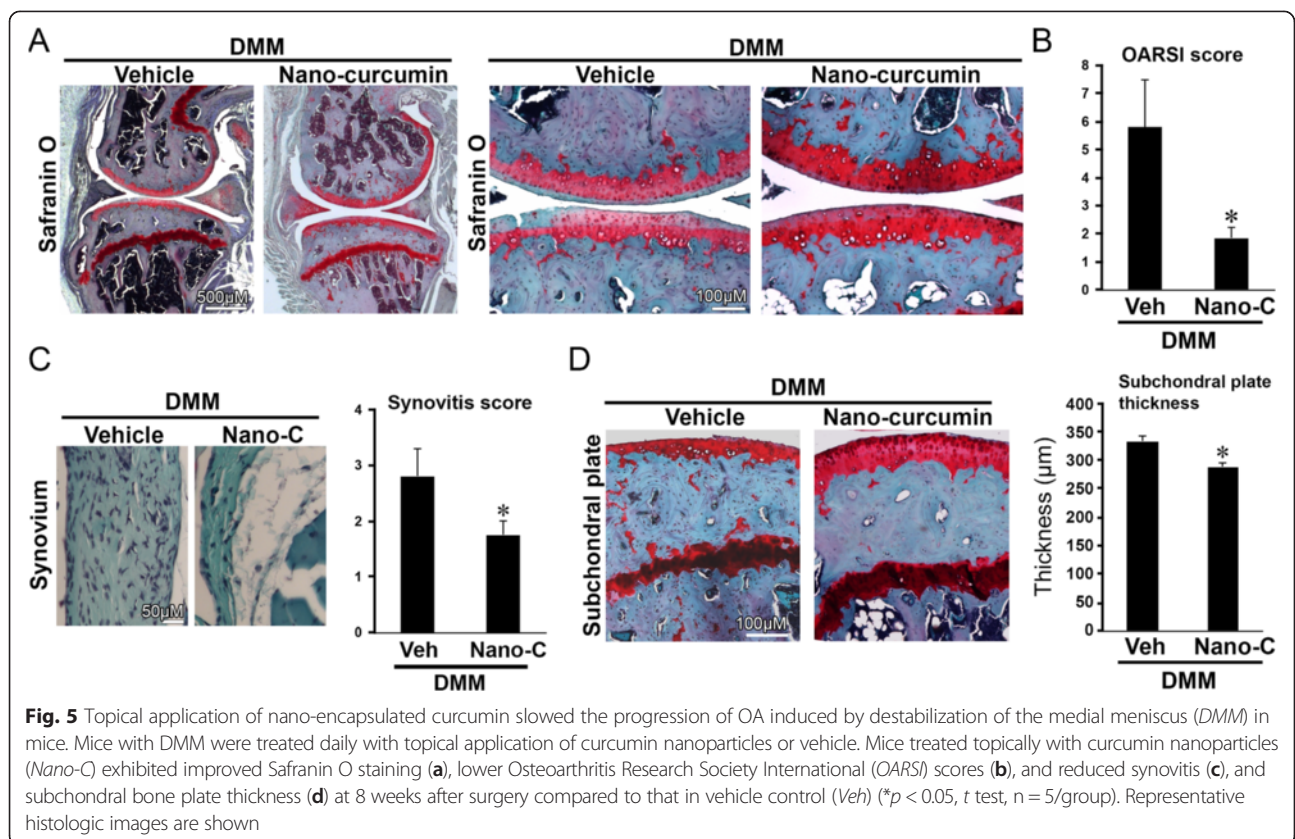 A
DMM
Vehicle
Nano-curcumin
Safranin O
500µM
DMM
Vehicle
Nano-curcumin
Safranin O
100µM
B
OARSI score
8
7
6
5
4
3
2
1
0
*
Veh
Nano-C
DMM
C
DMM
Vehicle
Nano-C
Synovium
50µM
Synovitis score
4
3
2
1
0
*
Veh
Nano-C
DMM
D
DMM
Vehicle
Nano-curcumin
Subchondral plate
100µM
Subchondral plate
thickness
Thickness (µm)
400
350
300
250
200
150
100
50
0
*
Veh
Nano-C
DMM
Fig. 5 Topical application of nano-encapsulated curcumin slowed the progression of OA induced by destabilization of the medial meniscus (DMM) in
mice. Mice with DMM were treated daily with topical application of curcumin nanoparticles or vehicle. Mice treated topically with curcumin nanoparticles
(Nano-C) exhibited improved Safranin O staining (a), lower Osteoarthritis Research Society International (OARSI) scores (b), and reduced synovitis (c), and
subchondral bone plate thickness (d) at 8 weeks after surgery compared to that in vehicle control (Veh) (*p < 0.05, t test, n = 5/group). Representative
histologic images are shown